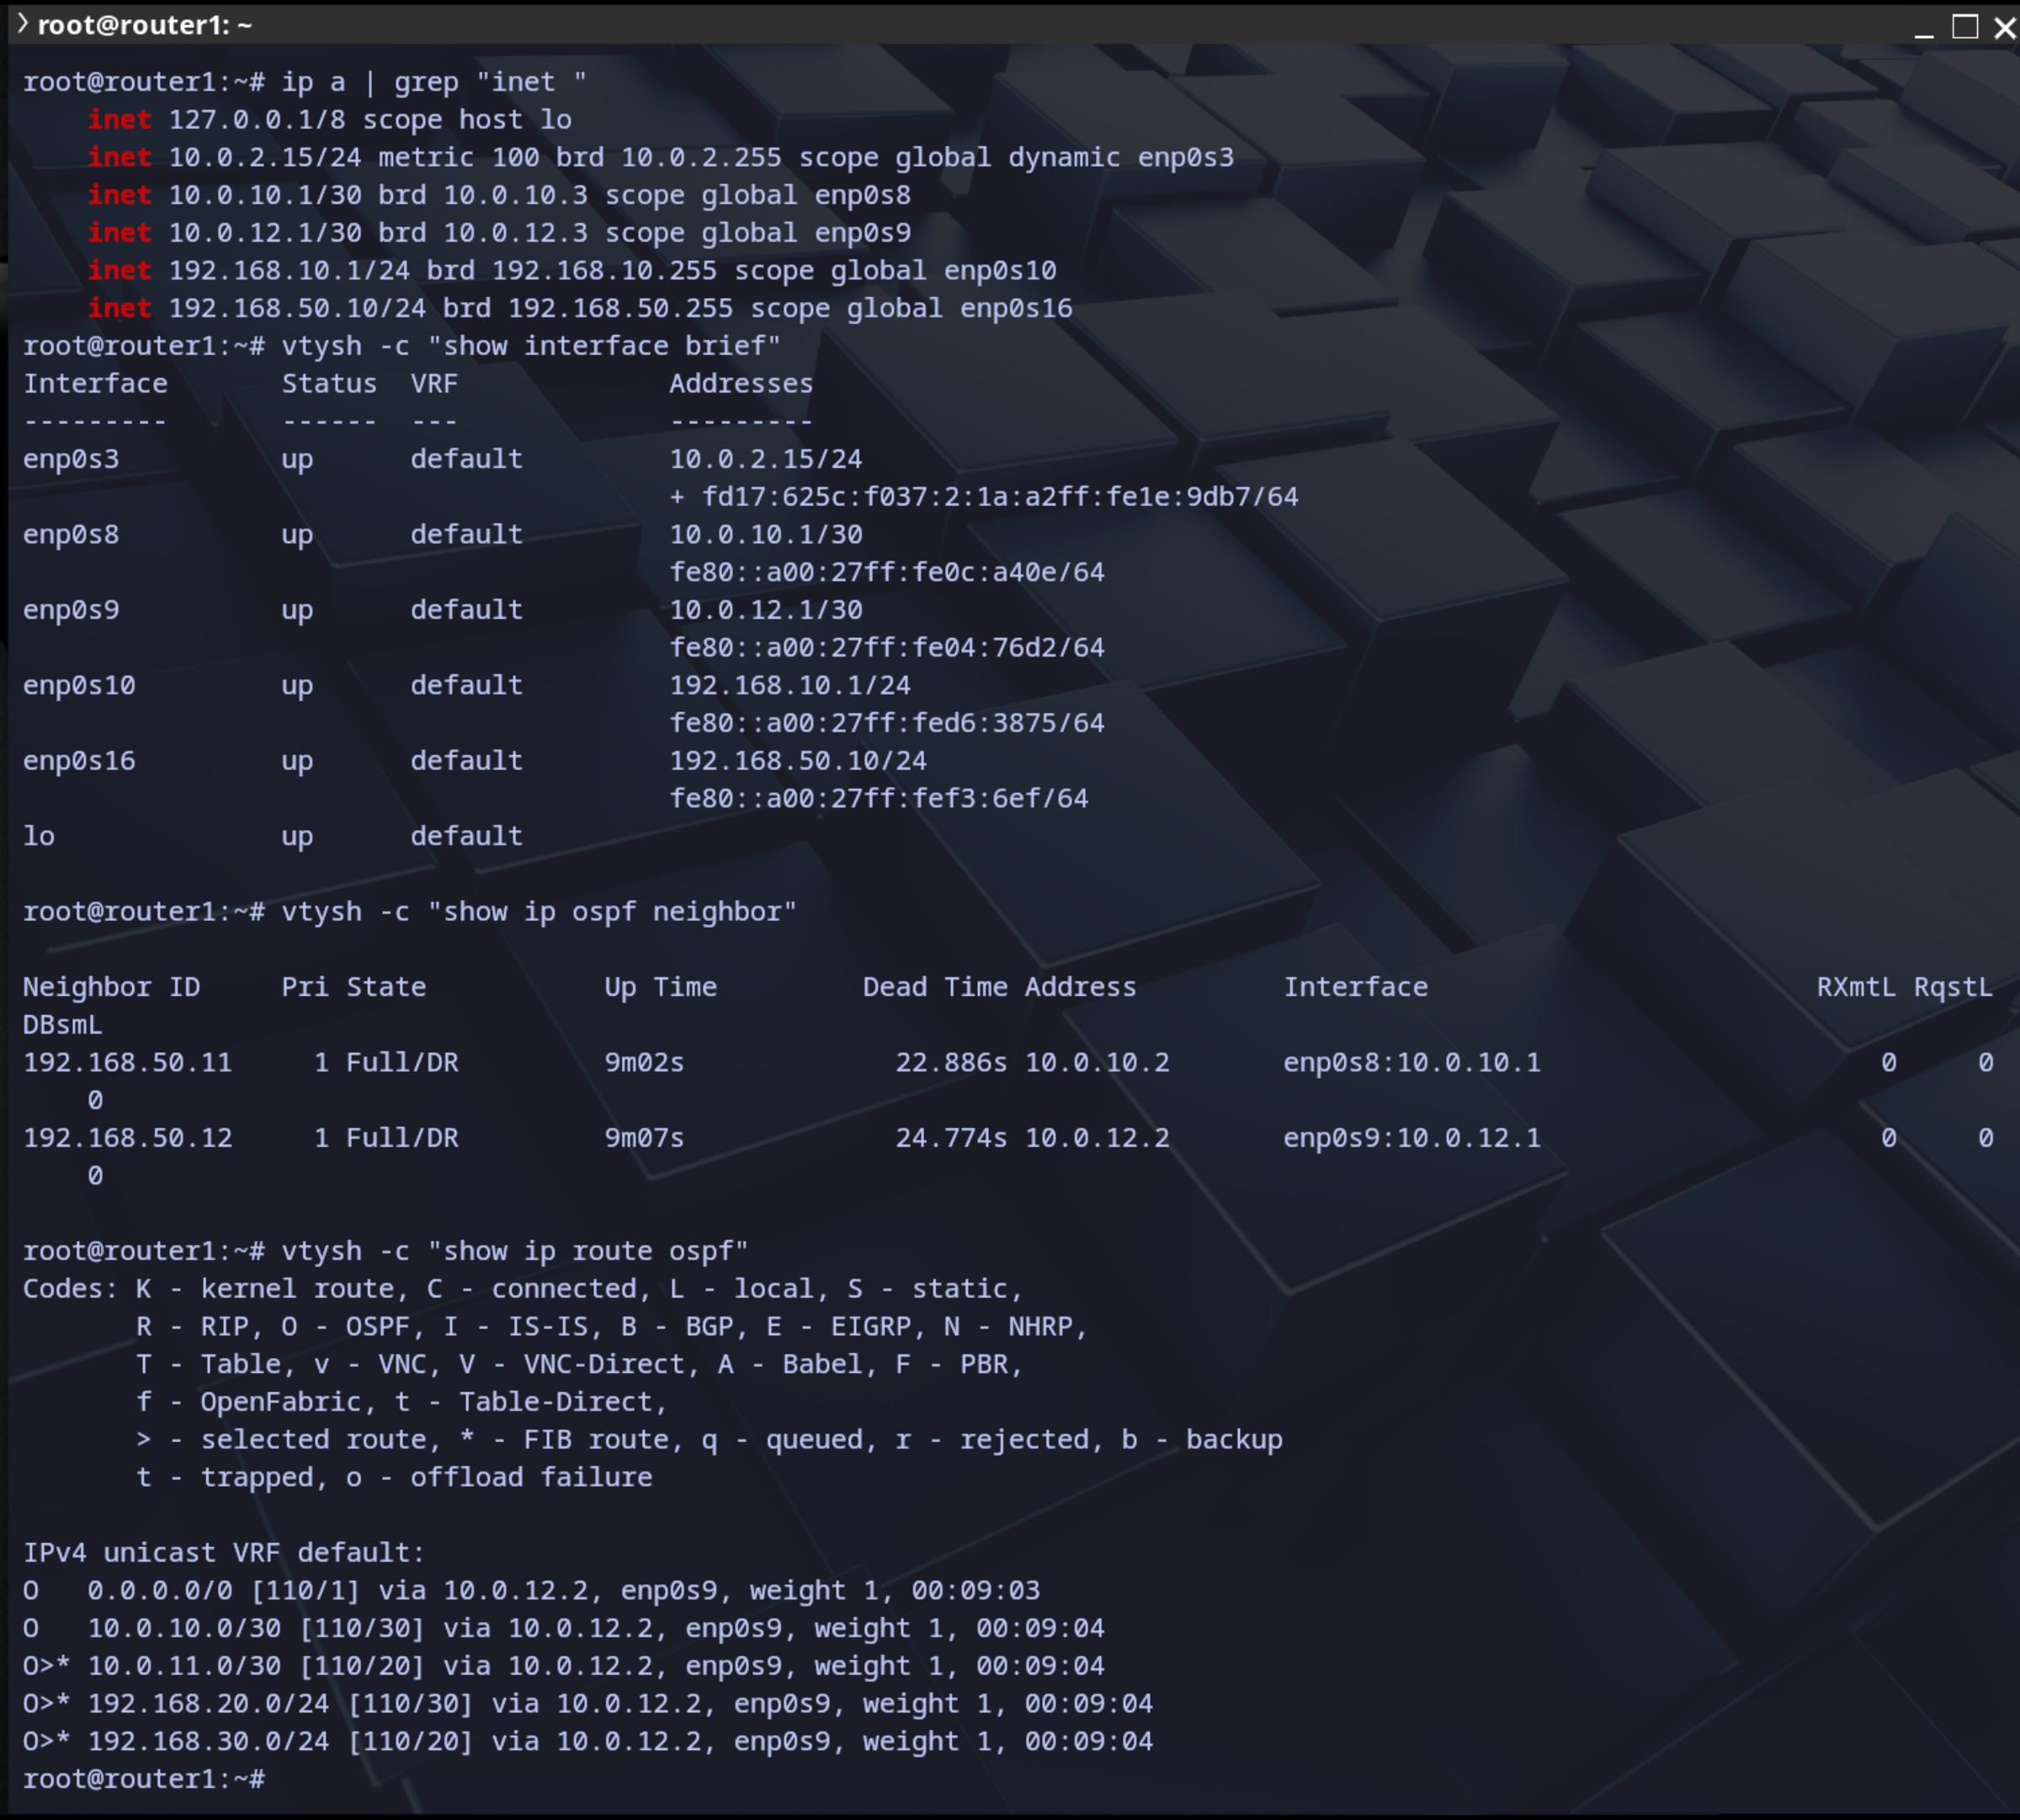 root@router1: ~
root@router1:~# ip a | grep "inet "
    inet 127.0.0.1/8 scope host lo
    inet 10.0.2.15/24 metric 100 brd 10.0.2.255 scope global dynamic enp0s3
    inet 10.0.10.1/30 brd 10.0.10.3 scope global enp0s8
    inet 10.0.12.1/30 brd 10.0.12.3 scope global enp0s9
    inet 192.168.10.1/24 brd 192.168.10.255 scope global enp0s10
    inet 192.168.50.10/24 brd 192.168.50.255 scope global enp0s16
root@router1:~# vtysh -c "show interface brief"
Interface       Status  VRF             Addresses
---------       ------  ---             ---------
enp0s3          up      default         10.0.2.15/24
                                        + fd17:625c:f037:2:1a:a2ff:fe1e:9db7/64
enp0s8          up      default         10.0.10.1/30
                                        fe80::a00:27ff:fe0c:a40e/64
enp0s9          up      default         10.0.12.1/30
                                        fe80::a00:27ff:fe04:76d2/64
enp0s10         up      default         192.168.10.1/24
                                        fe80::a00:27ff:fed6:3875/64
enp0s16         up      default         192.168.50.10/24
                                        fe80::a00:27ff:fef3:6ef/64
lo              up      default
root@router1:~# vtysh -c "show ip ospf neighbor"
Neighbor ID     Pri State           Up Time         Dead Time Address         Interface                        RXmtL RqstL
DBsmL
192.168.50.11     1 Full/DR         9m02s             22.886s 10.0.10.2       enp0s8:10.0.10.1                     0     0
    0
192.168.50.12     1 Full/DR         9m07s             24.774s 10.0.12.2       enp0s9:10.0.12.1                     0     0
    0
root@router1:~# vtysh -c "show ip route ospf"
Codes: K - kernel route, C - connected, L - local, S - static,
       R - RIP, O - OSPF, I - IS-IS, B - BGP, E - EIGRP, N - NHRP,
       T - Table, v - VNC, V - VNC-Direct, A - Babel, F - PBR,
       f - OpenFabric, t - Table-Direct,
       > - selected route, * - FIB route, q - queued, r - rejected, b - backup
       t - trapped, o - offload failure
IPv4 unicast VRF default:
O   0.0.0.0/0 [110/1] via 10.0.12.2, enp0s9, weight 1, 00:09:03
O   10.0.10.0/30 [110/30] via 10.0.12.2, enp0s9, weight 1, 00:09:04
O>* 10.0.11.0/30 [110/20] via 10.0.12.2, enp0s9, weight 1, 00:09:04
O>* 192.168.20.0/24 [110/30] via 10.0.12.2, enp0s9, weight 1, 00:09:04
O>* 192.168.30.0/24 [110/20] via 10.0.12.2, enp0s9, weight 1, 00:09:04
root@router1:~#